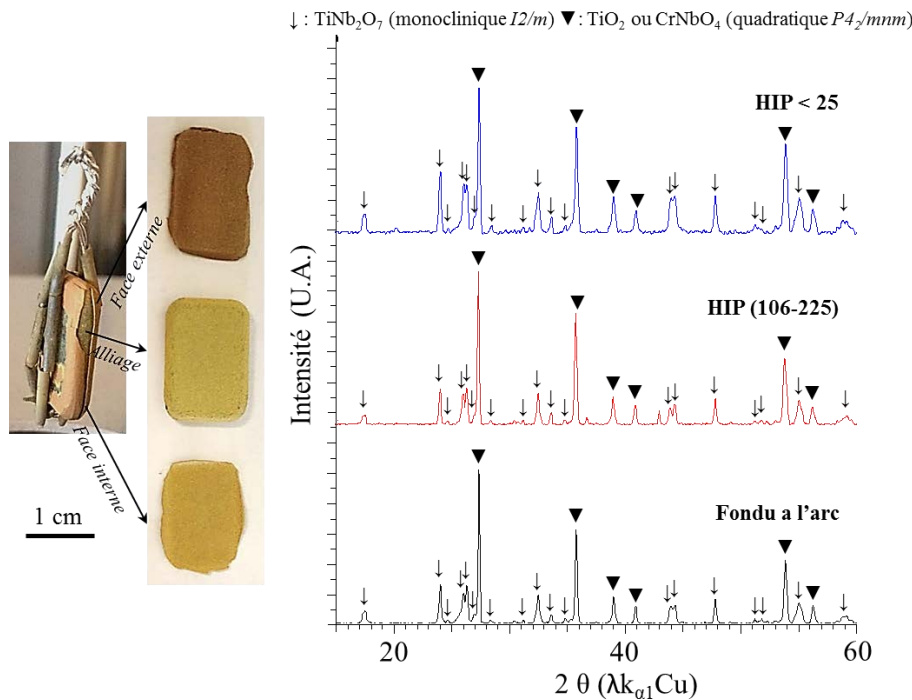 ↓ : TiNb₂O₇ (monoclinique I2/m) ▼: TiO₂ ou CrNbO₄ (quadratique P4₂/mnm)
HIP < 25
HIP (106-225)
Fondu a l’arc
Intensité (U.A.)
20
40
60
2 θ (λkα1Cu)
Face externe
Alliage
Face interne
1 cm